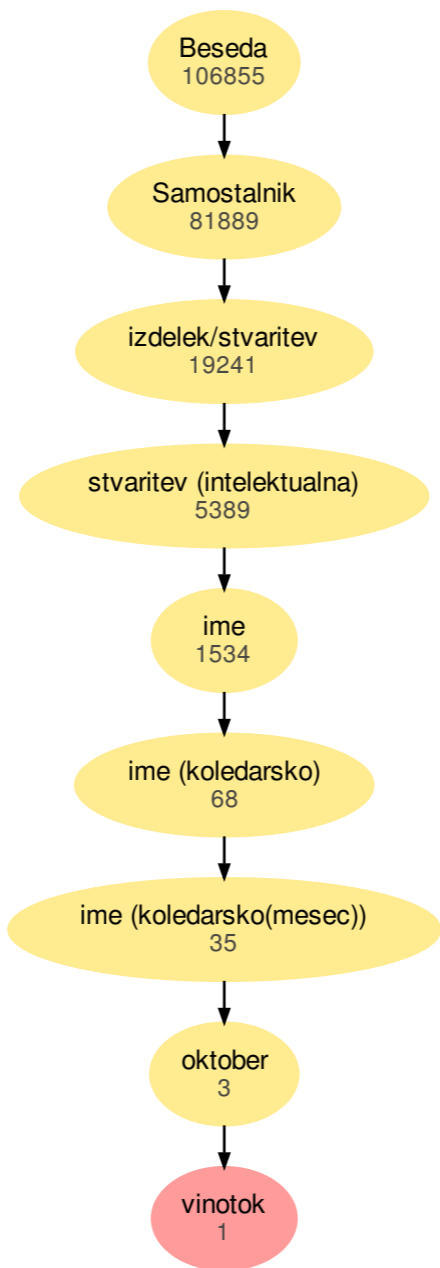 Beseda
106855
Samostalnik
81889
izdelek/stvaritev
19241
stvaritev (intelektualna)
5389
ime
1534
ime (koledarsko)
68
ime (koledarsko(mesec))
35
oktober
3
vinotok
1